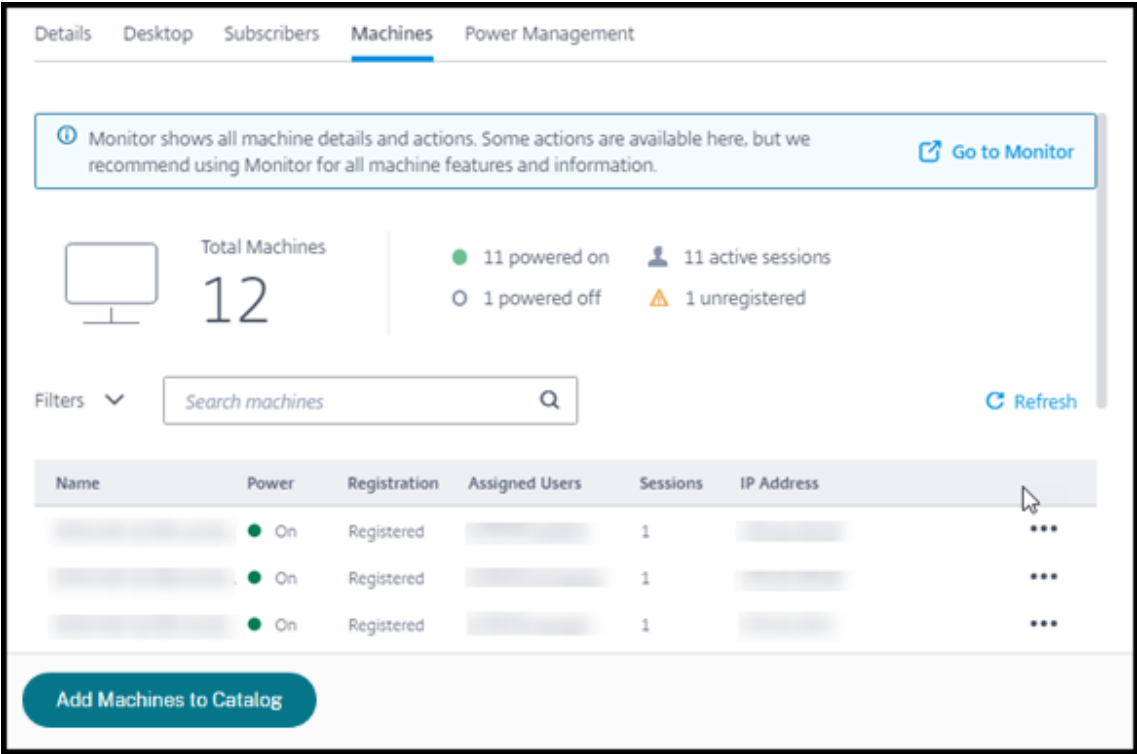 Details Desktop Subscribers Machines Power Management
Monitor shows all machine details and actions. Some actions are available here, but we
recommend using Monitor for all machine features and information.
Go to Monitor
Total Machines
12
11 powered on
11 active sessions
1 powered off
1 unregistered
Filters
Search machines
Refresh
Name Power Registration Assigned Users Sessions IP Address
On Registered 1
On Registered 1
On Registered 1
Add Machines to Catalog